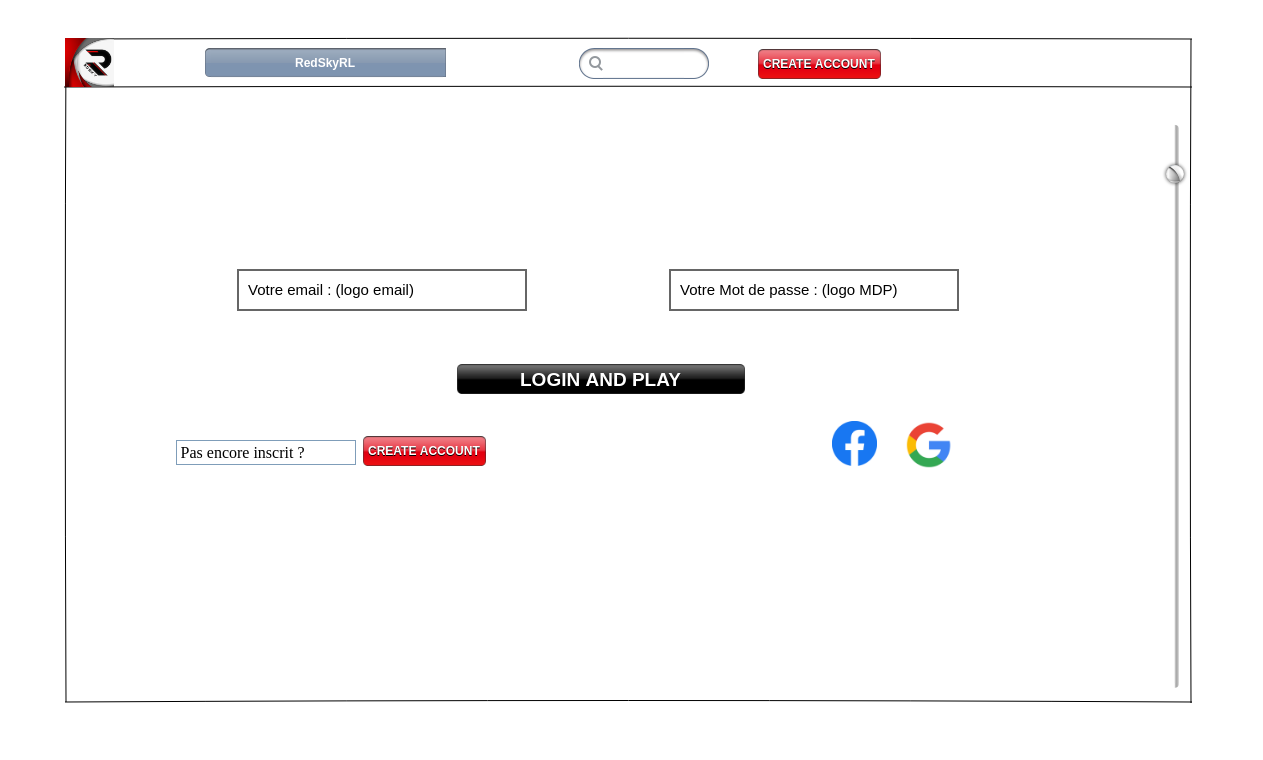 RedSkyRL
CREATE ACCOUNT
Votre email : (logo email)
Votre Mot de passe : (logo MDP)
LOGIN AND PLAY
Pas encore inscrit ?
CREATE ACCOUNT